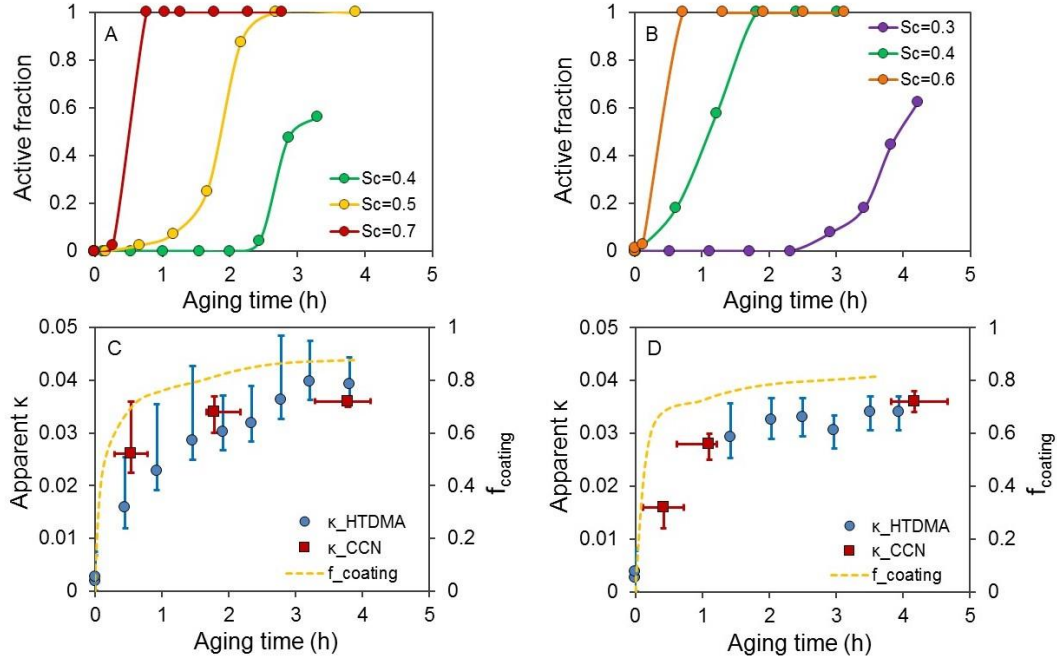 A
1
0.8
0.6
0.4
0.2
0
Active fraction
0 1 2 3 4 5
Aging time (h)
Sc=0.4
Sc=0.5
Sc=0.7
B
1
0.8
0.6
0.4
0.2
0
Active fraction
0 1 2 3 4 5
Aging time (h)
Sc=0.3
Sc=0.4
Sc=0.6
C
0.05
0.04
0.03
0.02
0.01
0
Apparent κ
1
0.8
0.6
0.4
0.2
0
f_coating
0 1 2 3 4 5
Aging time (h)
κ_HTDMA
κ_CCN
f_coating
D
0.05
0.04
0.03
0.02
0.01
0
Apparent κ
1
0.8
0.6
0.4
0.2
0
f_coating
0 1 2 3 4 5
Aging time (h)
κ_HTDMA
κ_CCN
f_coating